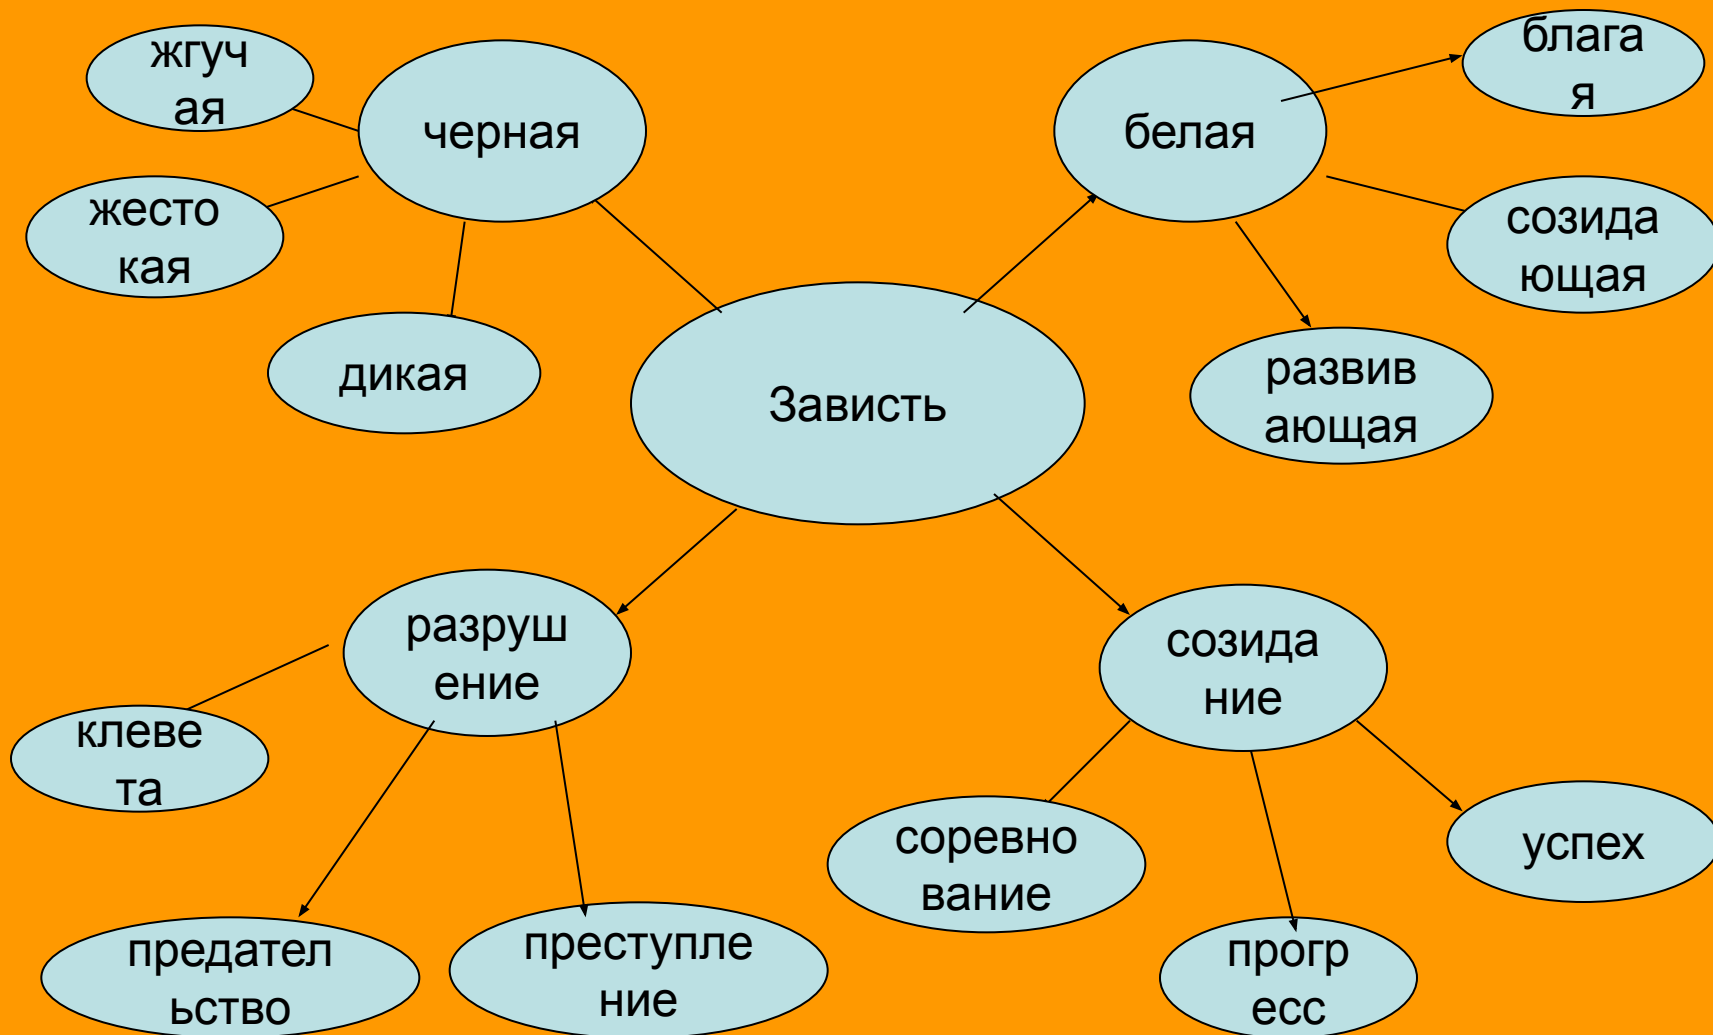 жгуч
ая
черная
белая
блага
я
жесто
кая
созида
ющая
дикая
Зависть
развив
ающая
разруш
ение
созида
ние
клеве
та
соревно
вание
успех
предател
ьство
преступле
ние
прогр
есс